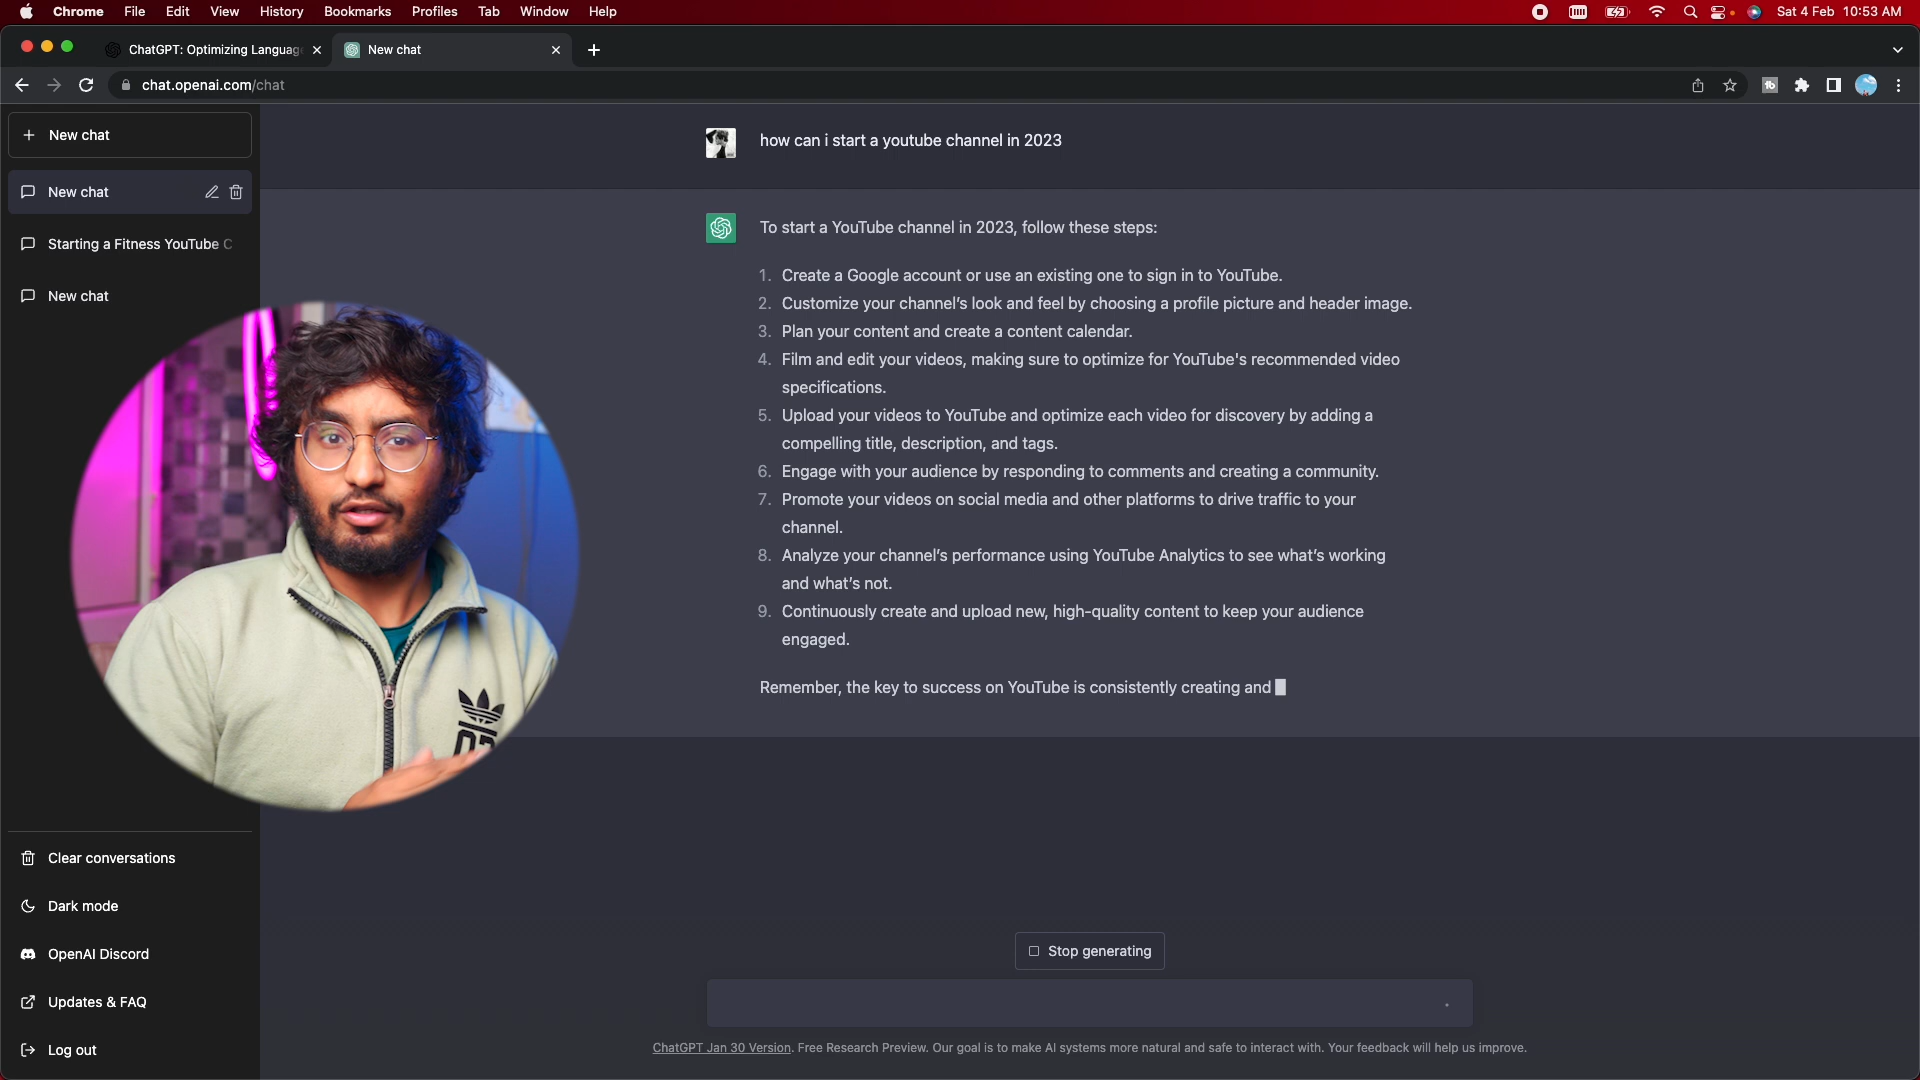 Chrome File Edit View History Bookmarks Profiles Tab Window Help Sat 4 Feb 10:53 AM
ChatGPT: Optimizing Languag New chat
chat.openai.com/chat
New chat
New chat
Starting a Fitness YouTube C
New chat
Clear conversations
Dark mode
OpenAI Discord
Updates & FAQ
Log out
how can i start a youtube channel in 2023
To start a YouTube channel in 2023, follow these steps:
1. Create a Google account or use an existing one to sign in to YouTube.
2. Customize your channel's look and feel by choosing a profile picture and header image.
3. Plan your content and create a content calendar.
4. Film and edit your videos, making sure to optimize for YouTube's recommended video
specifications.
5. Upload your videos to YouTube and optimize each video for discovery by adding a
compelling title, description, and tags.
6. Engage with your audience by responding to comments and creating a community.
7. Promote your videos on social media and other platforms to drive traffic to your
channel.
8. Analyze your channel's performance using YouTube Analytics to see what's working
and what's not.
9. Continuously create and upload new, high-quality content to keep your audience
engaged.
Remember, the key to success on YouTube is consistently creating and
Stop generating
ChatGPT Jan 30 Version. Free Research Preview. Our goal is to make AI systems more natural and safe to interact with. Your feedback will help us improve.